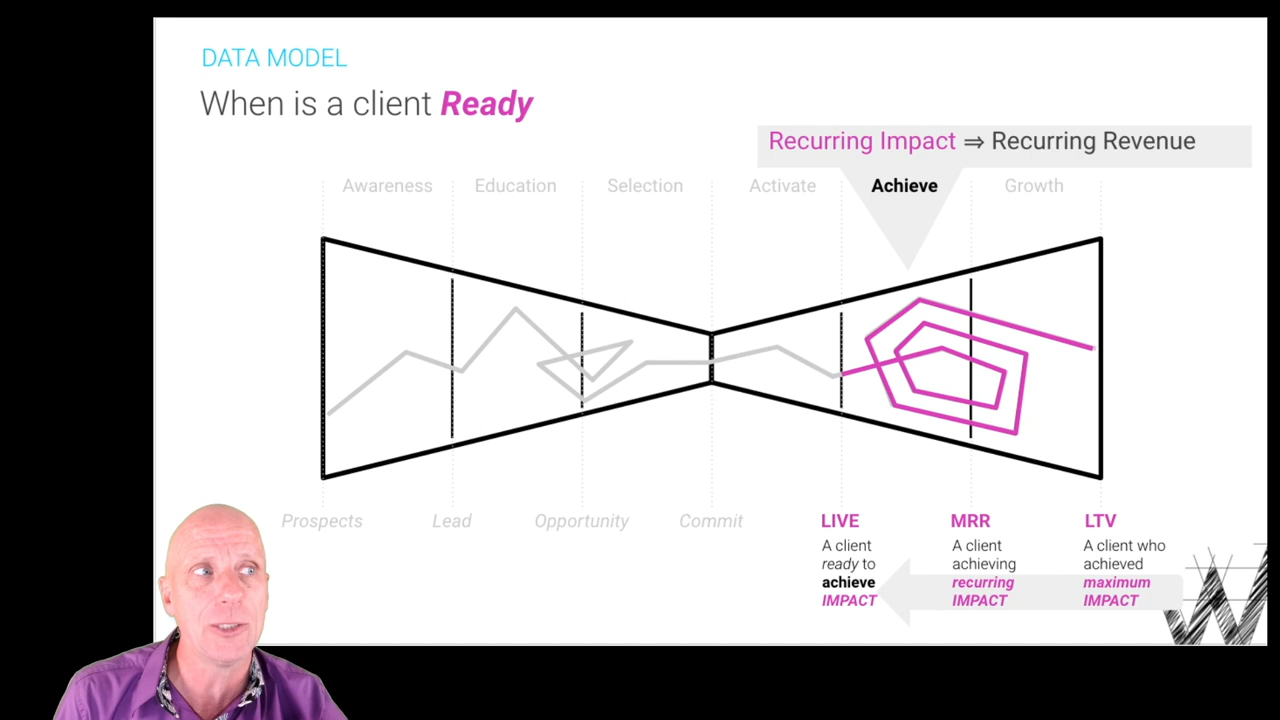 DATA MODEL
When is a client Ready
Recurring Impact ⇒ Recurring Revenue
Awareness
Education
Selection
Activate
Achieve
Growth
Prospects
Lead
Opportunity
Commit
LIVE
A client
ready to
achieve
IMPACT
MRR
A client
achieving
recurring
IMPACT
LTV
A client who
achieved
maximum
IMPACT
W